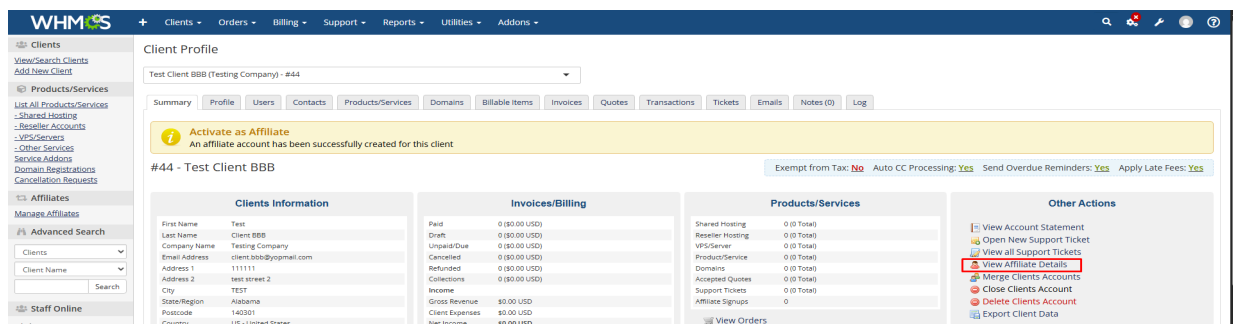 WHMCS
+ Clients Orders Billing Support Reports Utilities Addons
Clients
View/Search Clients
Add New Client
Products/Services
List All Products/Services
- Shared Hosting
- Reseller Accounts
- VPS/Servers
- Other Services
Service Addons
Domain Registrations
Cancellation Requests
Affiliates
Manage Affiliates
Advanced Search
Clients
Client Name
Search
Staff Online
Client Profile
Test Client BBB (Testing Company) - #44
Summary Profile Users Contacts Products/Services Domains Billable Items Invoices Quotes Transactions Tickets Emails Notes (0) Log
Activate as Affiliate
An affiliate account has been successfully created for this client
#44 - Test Client BBB
Exempt from Tax: No Auto CC Processing: Yes Send Overdue Reminders: Yes Apply Late Fees: Yes
Clients Information
First Name Test
Last Name Client BBB
Company Name Testing Company
Email Address client.bbb@yopmail.com
Address 1 111111
Address 2 test street 2
City TEST
State/Region Alabama
Postcode 140301
Country US - United States
Invoices/Billing
Paid 0 ($0.00 USD)
Draft 0 ($0.00 USD)
Unpaid/Due 0 ($0.00 USD)
Cancelled 0 ($0.00 USD)
Refunded 0 ($0.00 USD)
Collections 0 ($0.00 USD)
Income
Gross Revenue $0.00 USD
Client Expenses $0.00 USD
Net Income $0.00 USD
Products/Services
Shared Hosting 0 (0 Total)
Reseller Hosting 0 (0 Total)
VPS/Server 0 (0 Total)
Product/Service 0 (0 Total)
Domains 0 (0 Total)
Accepted Quotes 0 (0 Total)
Support Tickets 0 (0 Total)
Affiliate Signups 0
View Orders
Other Actions
View Account Statement
Open New Support Ticket
View all Support Tickets
View Affiliate Details
Merge Clients Accounts
Close Clients Account
Delete Clients Account
Export Client Data